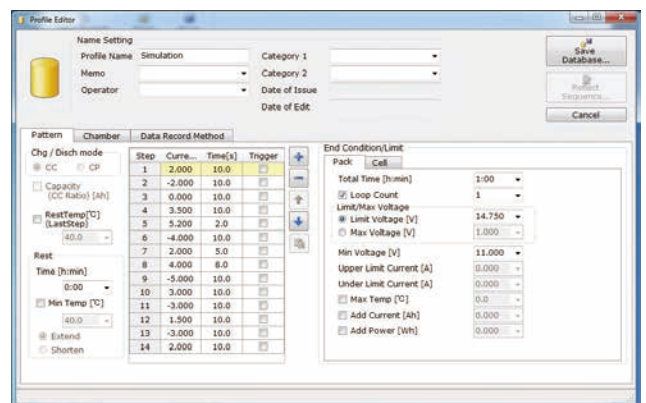 Profile Editor
Name Setting
Profile Name Simulation Category 1
Memo Category 2
Operator Date of Issue
Date of Edit
Save Database...
Reflect Sequence...
Cancel
Pattern Chamber Data Record Method
Chg / Disch mode
CC CP
Capacity
(CC Ratio) [Ah]
RestTemp[℃]
(LastStep)
40.0
Rest
Time [h:min]
0:00
Min Temp [℃]
40.0
Extend
Shorten
Step Curre... Time[s] Trigger
1 2.000 10.0
2 -2.000 10.0
3 0.000 10.0
4 3.500 10.0
5 5.200 2.0
6 -4.000 10.0
7 2.000 5.0
8 4.000 8.0
9 -5.000 10.0
10 3.000 10.0
11 -3.000 10.0
12 1.500 10.0
13 -3.000 10.0
14 2.000 10.0
End Condition/Limit
Pack Cell
Total Time [h:min] 1:00
Loop Count 1
Limit/Max Voltage
Limit Voltage [V] 14.750
Max Voltage [V] 1.000
Min Voltage [V] 11.000
Upper Limit Current [A] 0.000
Under Limit Current [A] 0.000
Max Temp [℃] 0.0
Add Current [Ah] 0.000
Add Power [Wh] 0.000